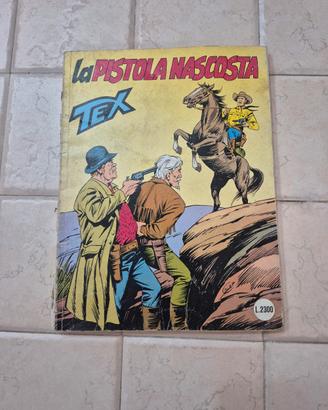 la PISTOLA NASCOSTA
TEX
L.2300